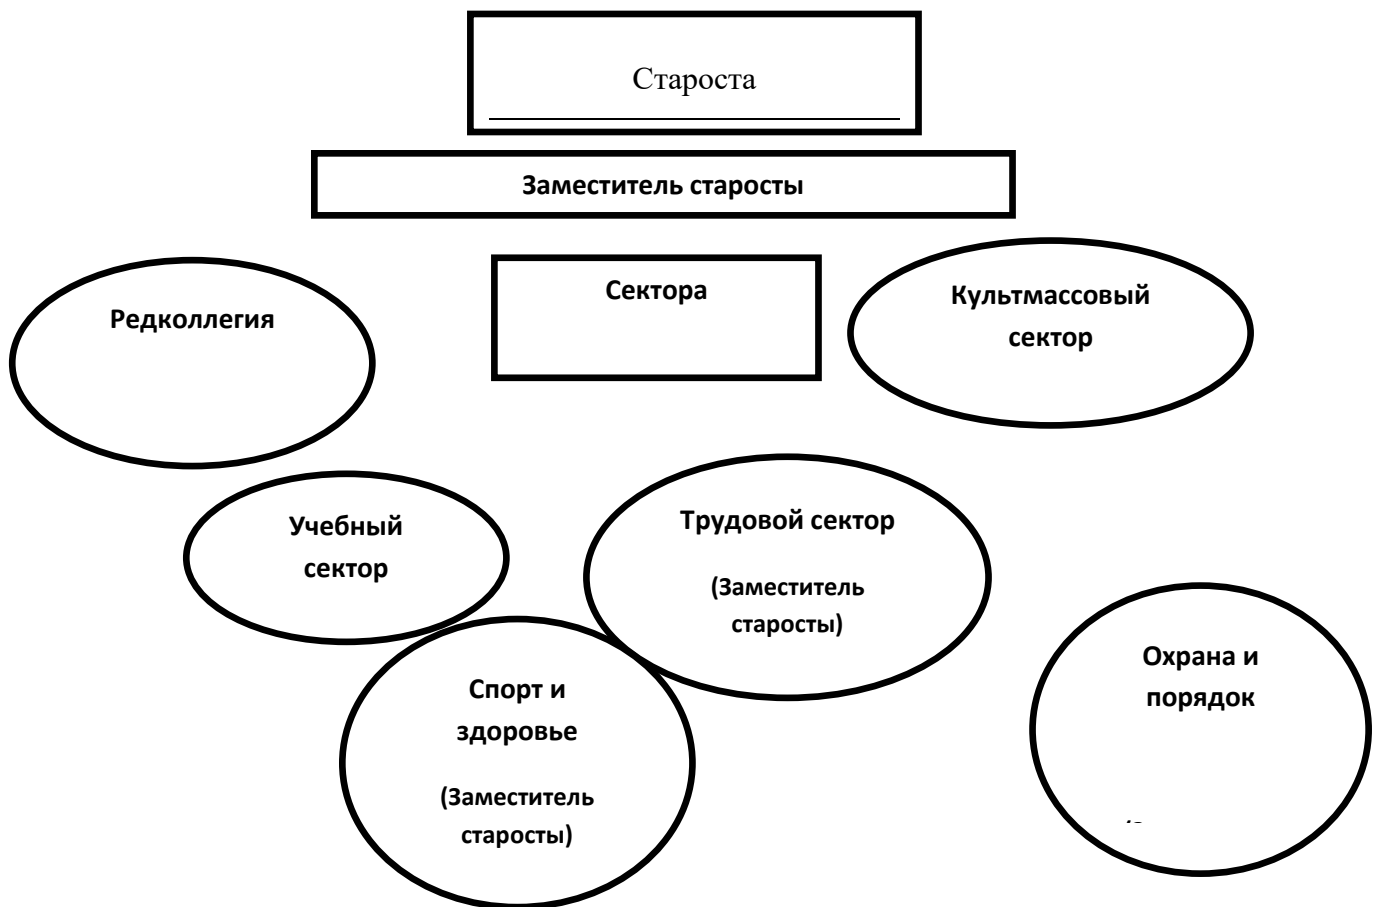 Староста
Заместитель старосты
Редколлегия
Сектора
Культмассовый
сектор
Учебный
сектор
Трудовой сектор
(Заместитель
старосты)
Спорт и
здоровье
(Заместитель
старосты)
Охрана и
порядок